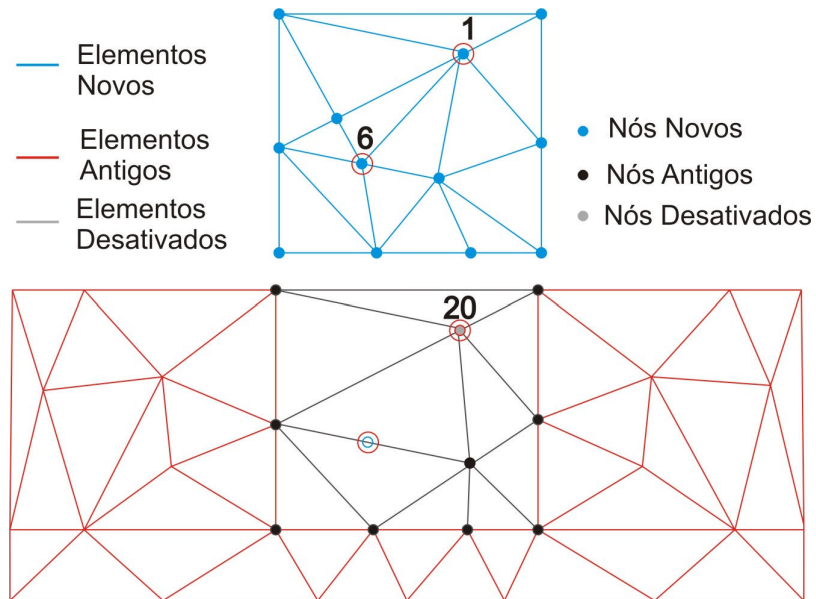 1
Elementos
Novos
6
Nós Novos
Elementos
Antigos
Nós Antigos
Elementos
Desativados
Nós Desativados
20